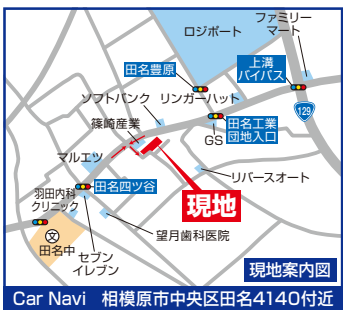 ファミリー
マート
ロジポート
田名豊原
上溝
バイパス
ソフトバンク
リンガーハット
129
篠崎産業
GS
田名工業
団地入口
マルエツ
リバースオート
田名四ツ谷
羽田内科
クリニック
現地
望月歯科医院
文
田名中
セブン
イレブン
現地案内図
Car Navi 相模原市中央区田名4140付近